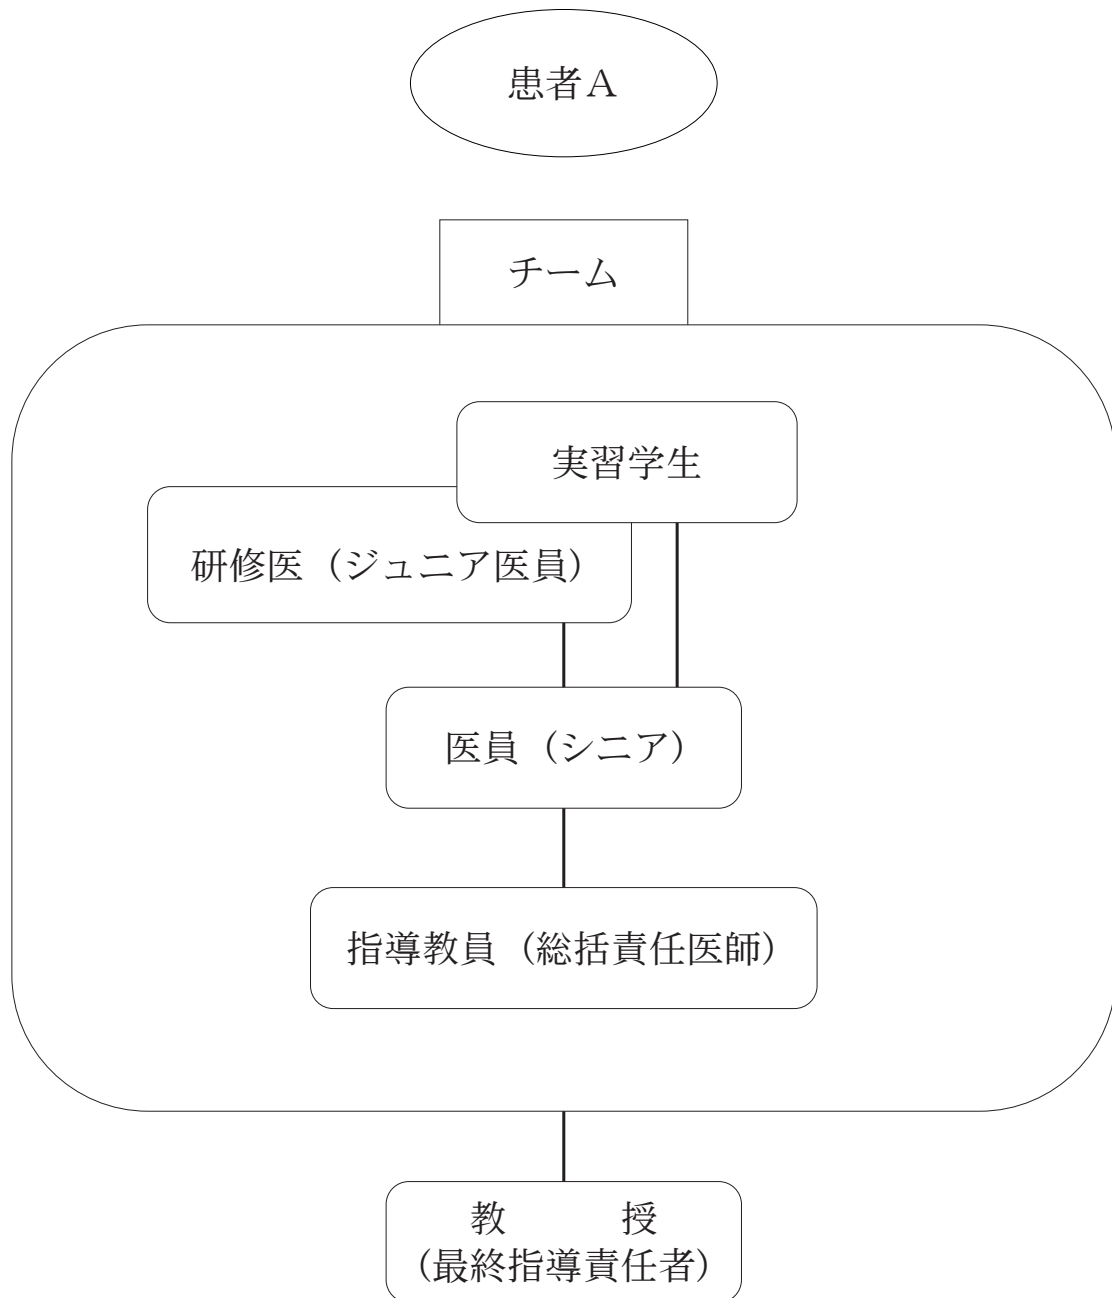 患者A
チーム
実習学生
研修医（ジュニア医員）
医員（シニア）
指導教員（総括責任医師）
教　授
（最終指導責任者）